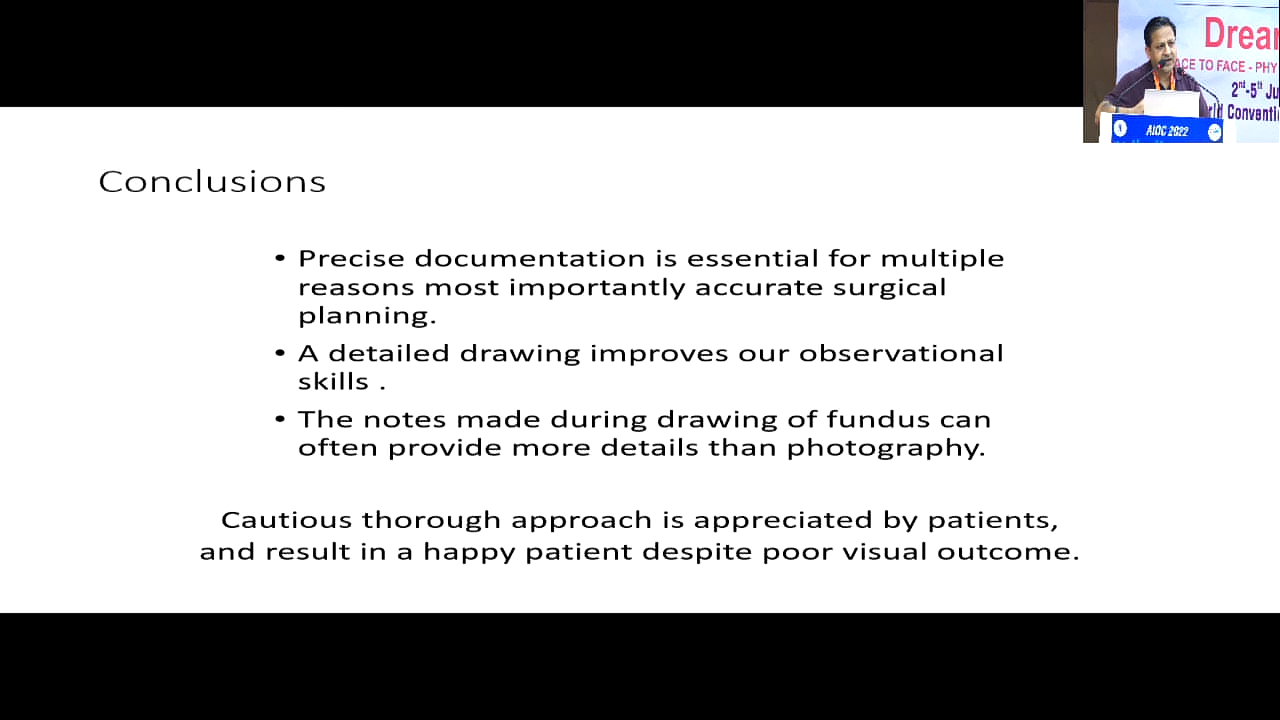 Drea
ACE TO FACE - PHY
2nd-5th Ju
rld Conventi
AIOC 2022
Conclusions
• Precise documentation is essential for multiple
reasons most importantly accurate surgical
planning.
• A detailed drawing improves our observational
skills .
• The notes made during drawing of fundus can
often provide more details than photography.
Cautious thorough approach is appreciated by patients,
and result in a happy patient despite poor visual outcome.